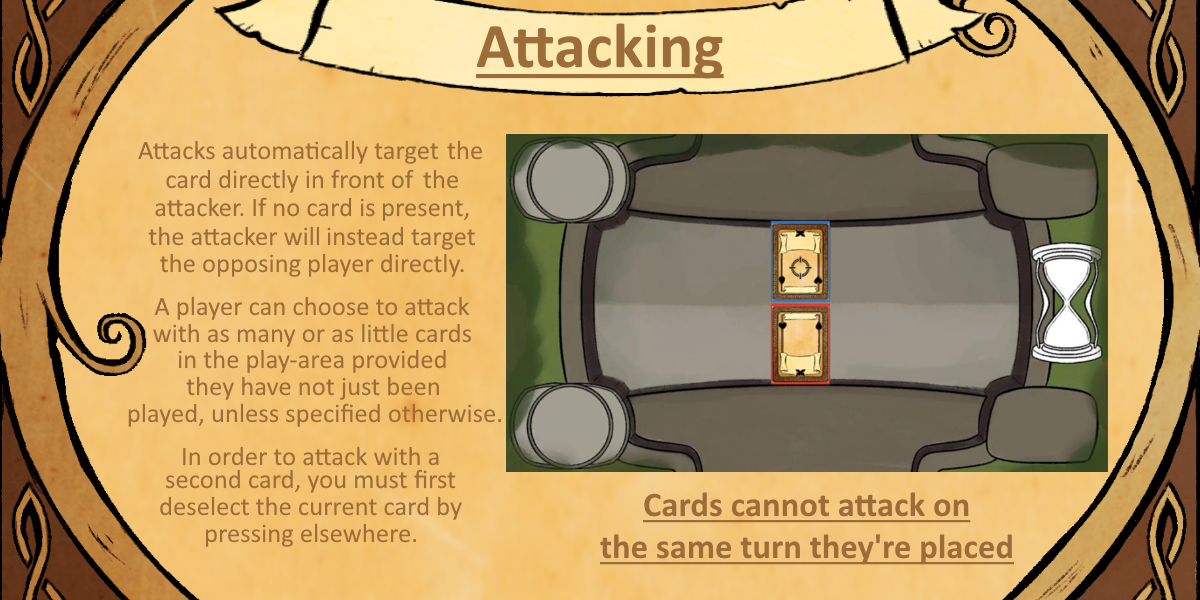 Attacking
Attacks automatically target the
card directly in front of the
attacker. If no card is present,
the attacker will instead target
the opposing player directly.
A player can choose to attack
with as many or as little cards
in the play-area provided
they have not just been
played, unless specified otherwise.
In order to attack with a
second card, you must first
deselect the current card by
pressing elsewhere.
Cards cannot attack on
the same turn they're placed